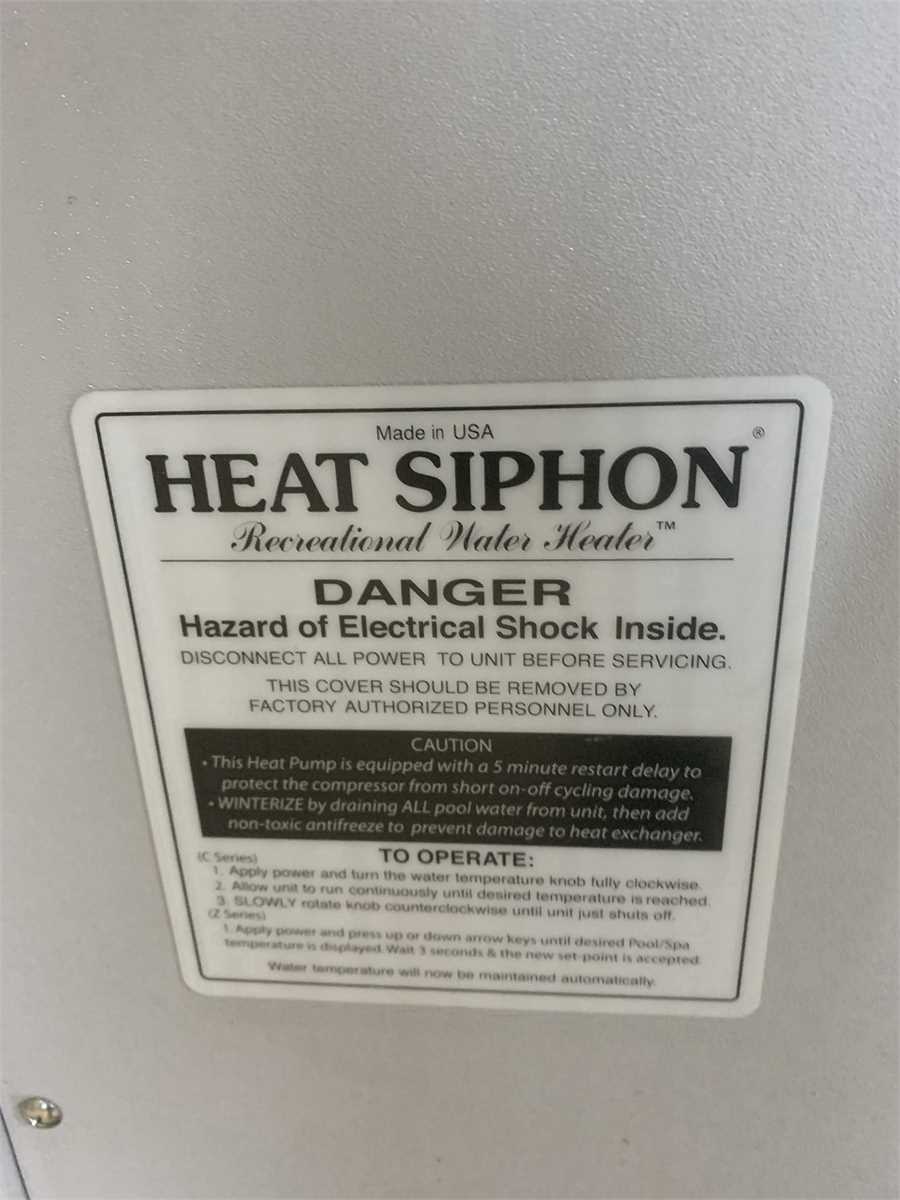 Made in USA
HEAT SIPHON®
Recreational Water Heater™
DANGER
Hazard of Electrical Shock Inside.
DISCONNECT ALL POWER TO UNIT BEFORE SERVICING.
THIS COVER SHOULD BE REMOVED BY
FACTORY AUTHORIZED PERSONNEL ONLY.
CAUTION
• This Heat Pump is equipped with a 5 minute restart delay to
protect the compressor from short on-off cycling damage.
• WINTERIZE by draining ALL pool water from unit, then add
non-toxic antifreeze to prevent damage to heat exchanger.
(C Series) TO OPERATE:
1. Apply power and turn the water temperature knob fully clockwise.
2. Allow unit to run continuously until desired temperature is reached.
3. SLOWLY rotate knob counterclockwise until unit just shuts off.
(Z Series)
1. Apply power and press up or down arrow keys until desired Pool/Spa
temperature is displayed. Wait 3 seconds & the new set-point is accepted.
Water temperature will now be maintained automatically.